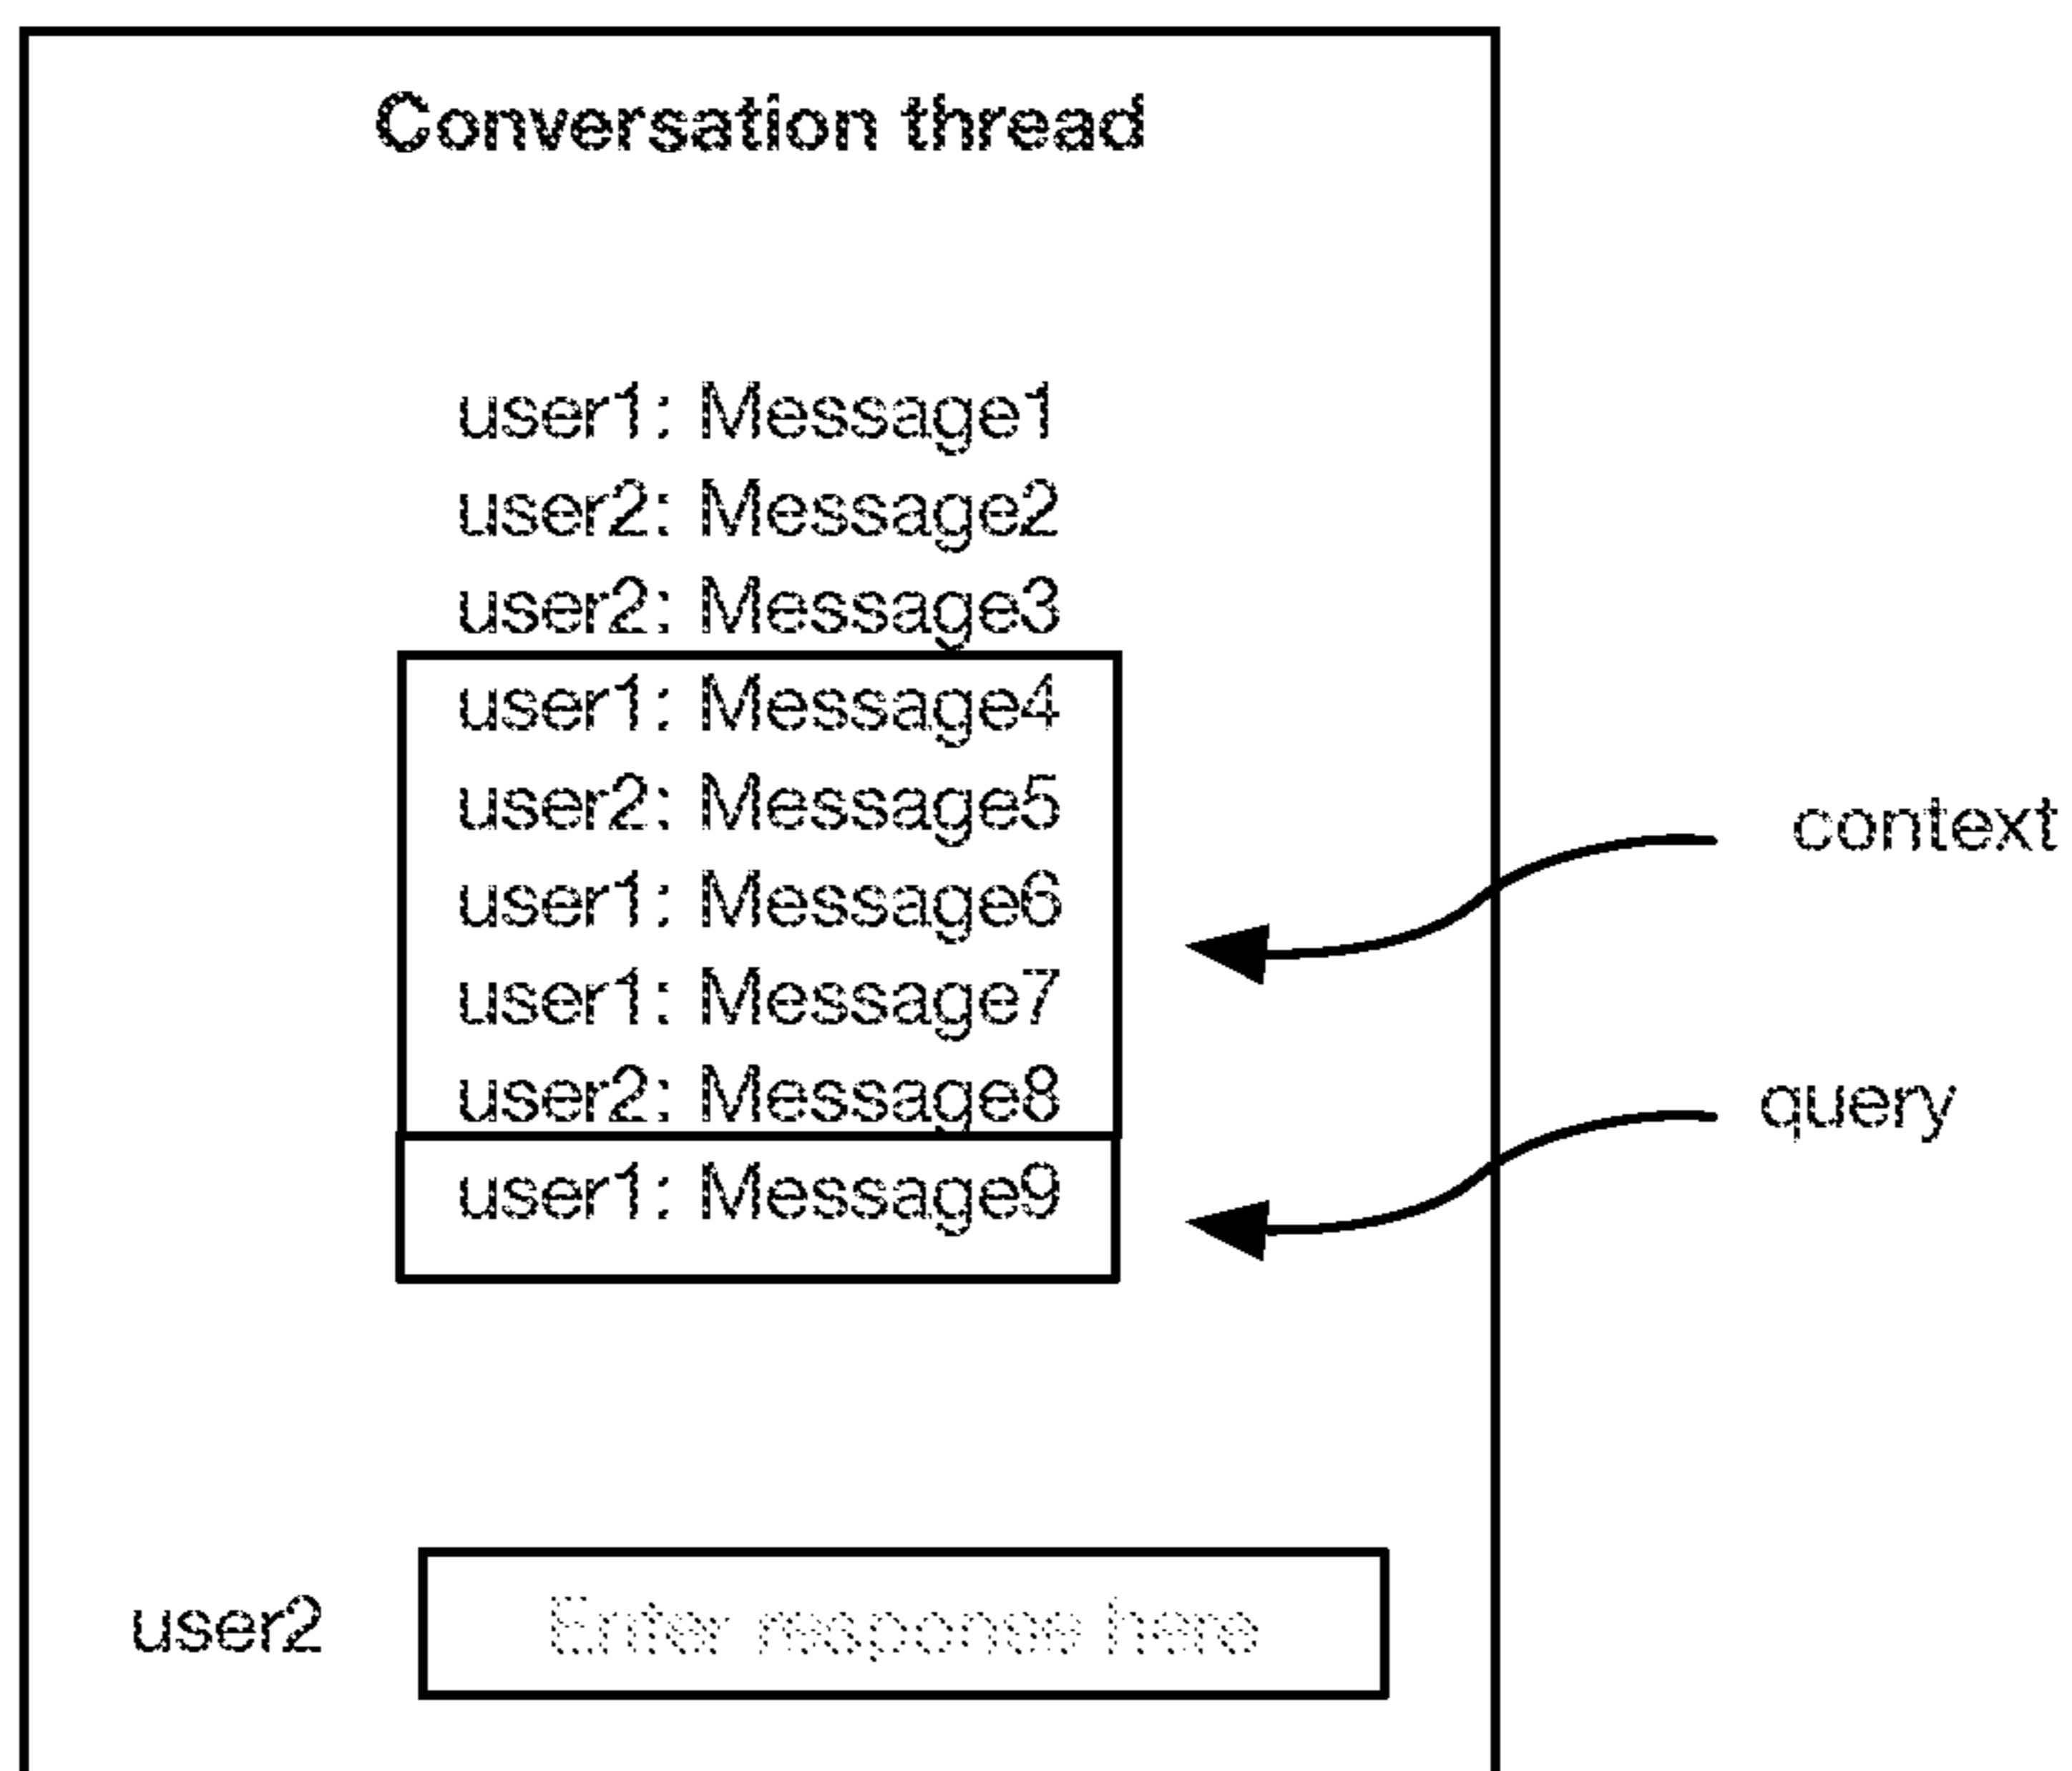 Conversation thread
user1: Message1
user2: Message2
user2: Message3
user1: Message4
user2: Message5
user1: Message6
user1: Message7
user2: Message8
user1: Message9
context
query
user2
Enter response here